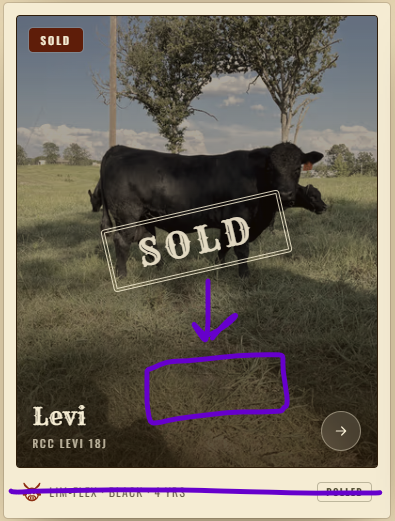 SOLD
SOLD
Levi
RCC LEVI 18J
LIM-FLEX · BLACK · 4 YRS
POLLED